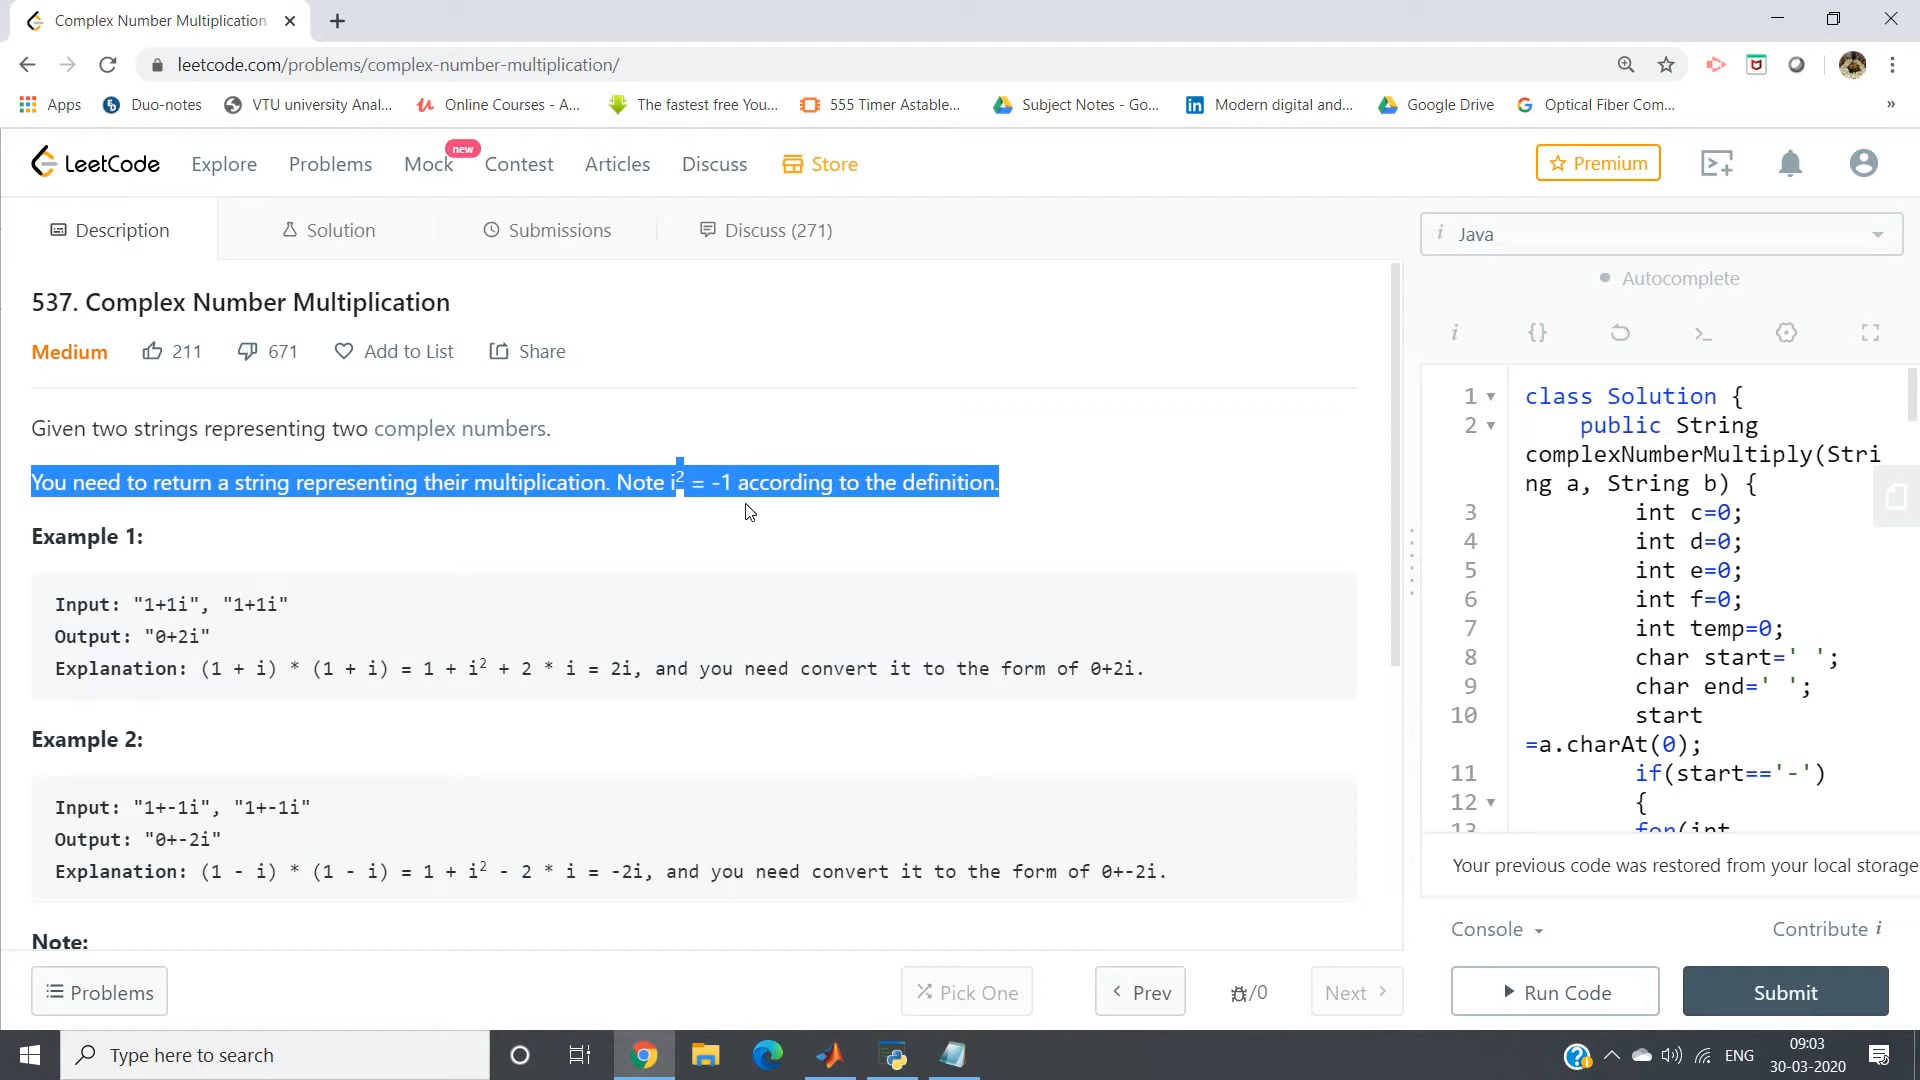 Complex Number Multiplication
leetcode.com/problems/complex-number-multiplication/
Apps Duo-notes VTU university Anal... Online Courses - A... The fastest free You... 555 Timer Astable... Subject Notes - Go... Modern digital and... Google Drive Optical Fiber Com... »
LeetCode Explore Problems Mock new Contest Articles Discuss Store Premium
Description Solution Submissions Discuss (271)
Java
Autocomplete
537. Complex Number Multiplication
Medium 211 671 Add to List Share
Given two strings representing two complex numbers.
You need to return a string representing their multiplication. Note i² = -1 according to the definition.
Example 1:
Input: "1+1i", "1+1i"
Output: "0+2i"
Explanation: (1 + i) * (1 + i) = 1 + i² + 2 * i = 2i, and you need convert it to the form of 0+2i.
Example 2:
Input: "1+-1i", "1+-1i"
Output: "0+-2i"
Explanation: (1 - i) * (1 - i) = 1 + i² - 2 * i = -2i, and you need convert it to the form of 0+-2i.
Note:
1 class Solution {
2 public String
complexNumberMultiply(Stri
ng a, String b) {
3 int c=0;
4 int d=0;
5 int e=0;
6 int f=0;
7 int temp=0;
8 char start=' ';
9 char end=' ';
10 start
=a.charAt(0);
11 if(start=='-')
12 {
13 for(int
Your previous code was restored from your local storage
Console Contribute i
Problems Pick One Prev /0 Next Run Code Submit
Type here to search
ENG
09:03
30-03-2020